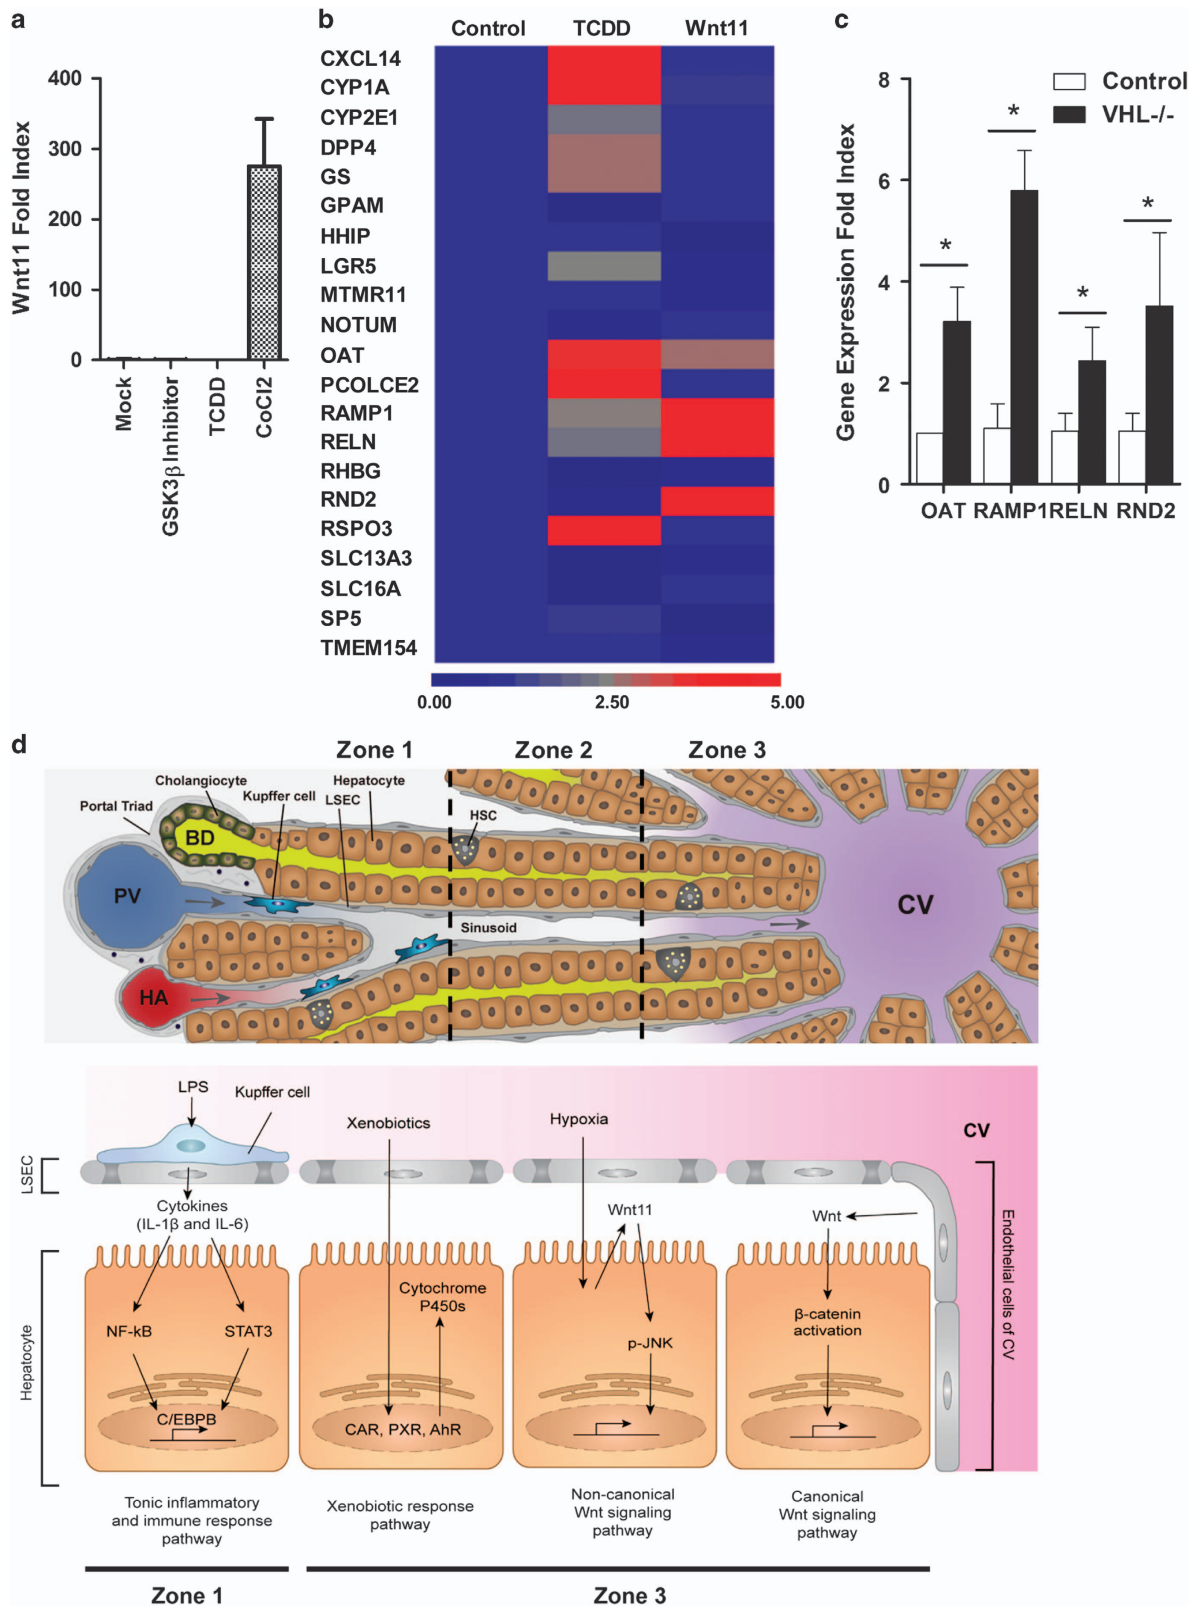 a
Wnt11 Fold Index
400
300
200
100
0
Mock
GSK3β Inhibitor
TCDD
CoCl2
b
Control TCDD Wnt11
CXCL14
CYP1A
CYP2E1
DPP4
GS
GPAM
HHIP
LGR5
MTMR11
NOTUM
OAT
PCOLCE2
RAMP1
RELN
RHBG
RND2
RSPO3
SLC13A3
SLC16A
SP5
TMEM154
0.00 2.50 5.00
c
Gene Expression Fold Index
8
6
4
2
0
Control
VHL-/-
*
*
*
*
OAT RAMP1 RELN RND2
d
Zone 1 Zone 2 Zone 3
Portal Triad
Cholangiocyte
Kupffer cell
Hepatocyte
LSEC
HSC
BD
PV
HA
Sinusoid
CV
LPS
Kupffer cell
Xenobiotics
Hypoxia
CV
LSEC
Cytokines
(IL-1β and IL-6)
Wnt11
Wnt
Endothelial cells of CV
Hepatocyte
NF-kB
STAT3
C/EBPB
Cytochrome
P450s
CAR, PXR, AhR
p-JNK
β-catenin
activation
Tonic inflammatory
and immune response
pathway
Xenobiotic response
pathway
Non-canonical
Wnt signaling
pathway
Canonical
Wnt signaling
pathway
Zone 1
Zone 3